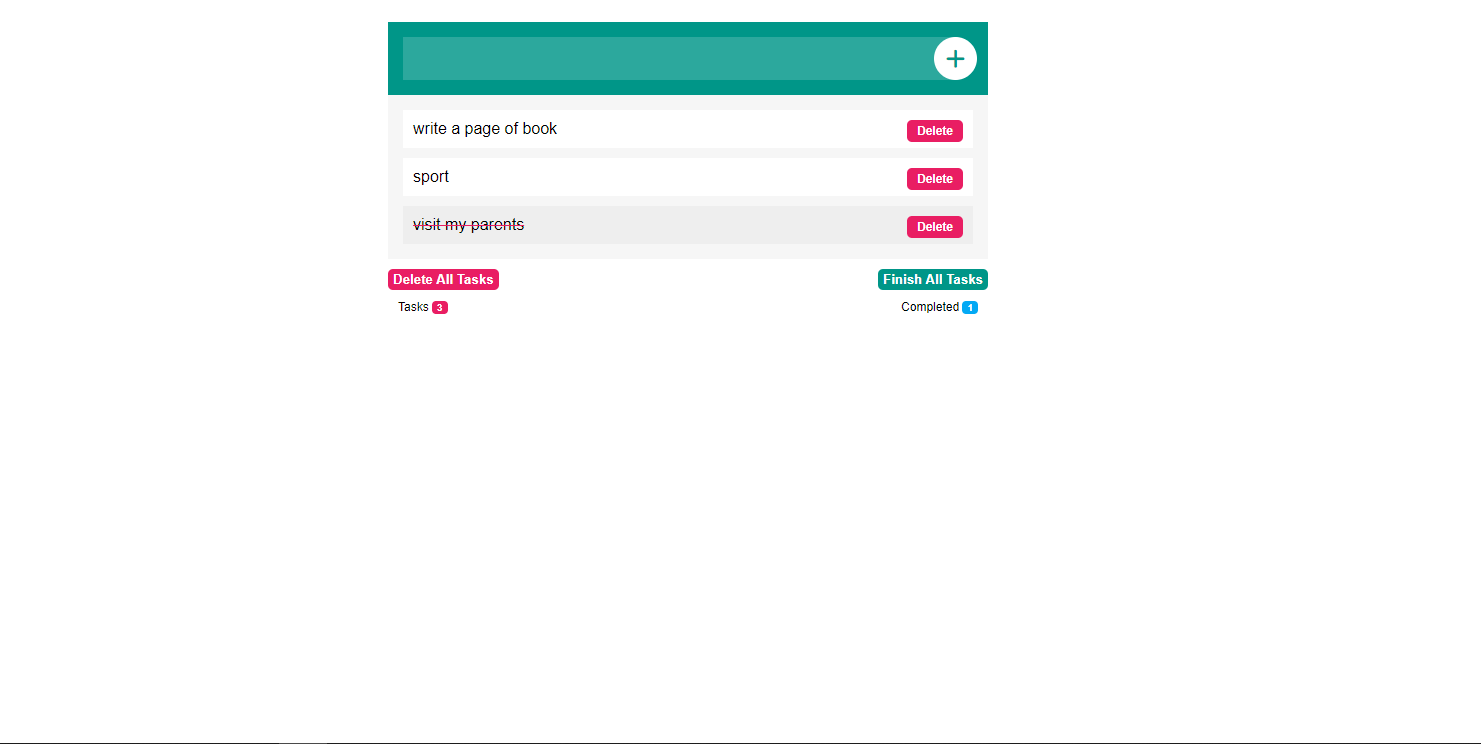 +
write a page of book Delete
sport Delete
visit my parents Delete
Delete All Tasks Finish All Tasks
Tasks 3 Completed 1